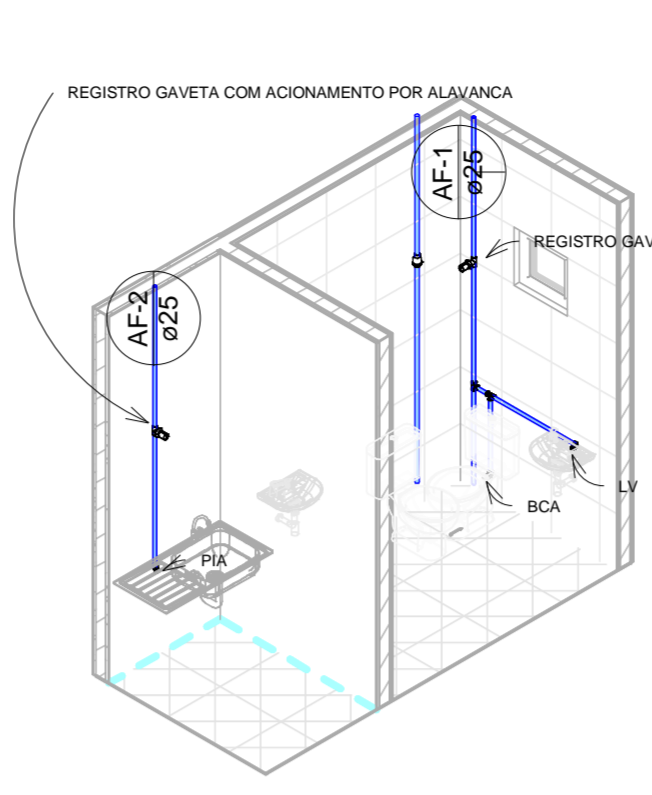 REGISTRO GAVETA COM ACIONAMENTO POR ALAVANCA
AF-1
ø25
REGISTRO GAV
AF-2
ø25
LV
BCA
PIA